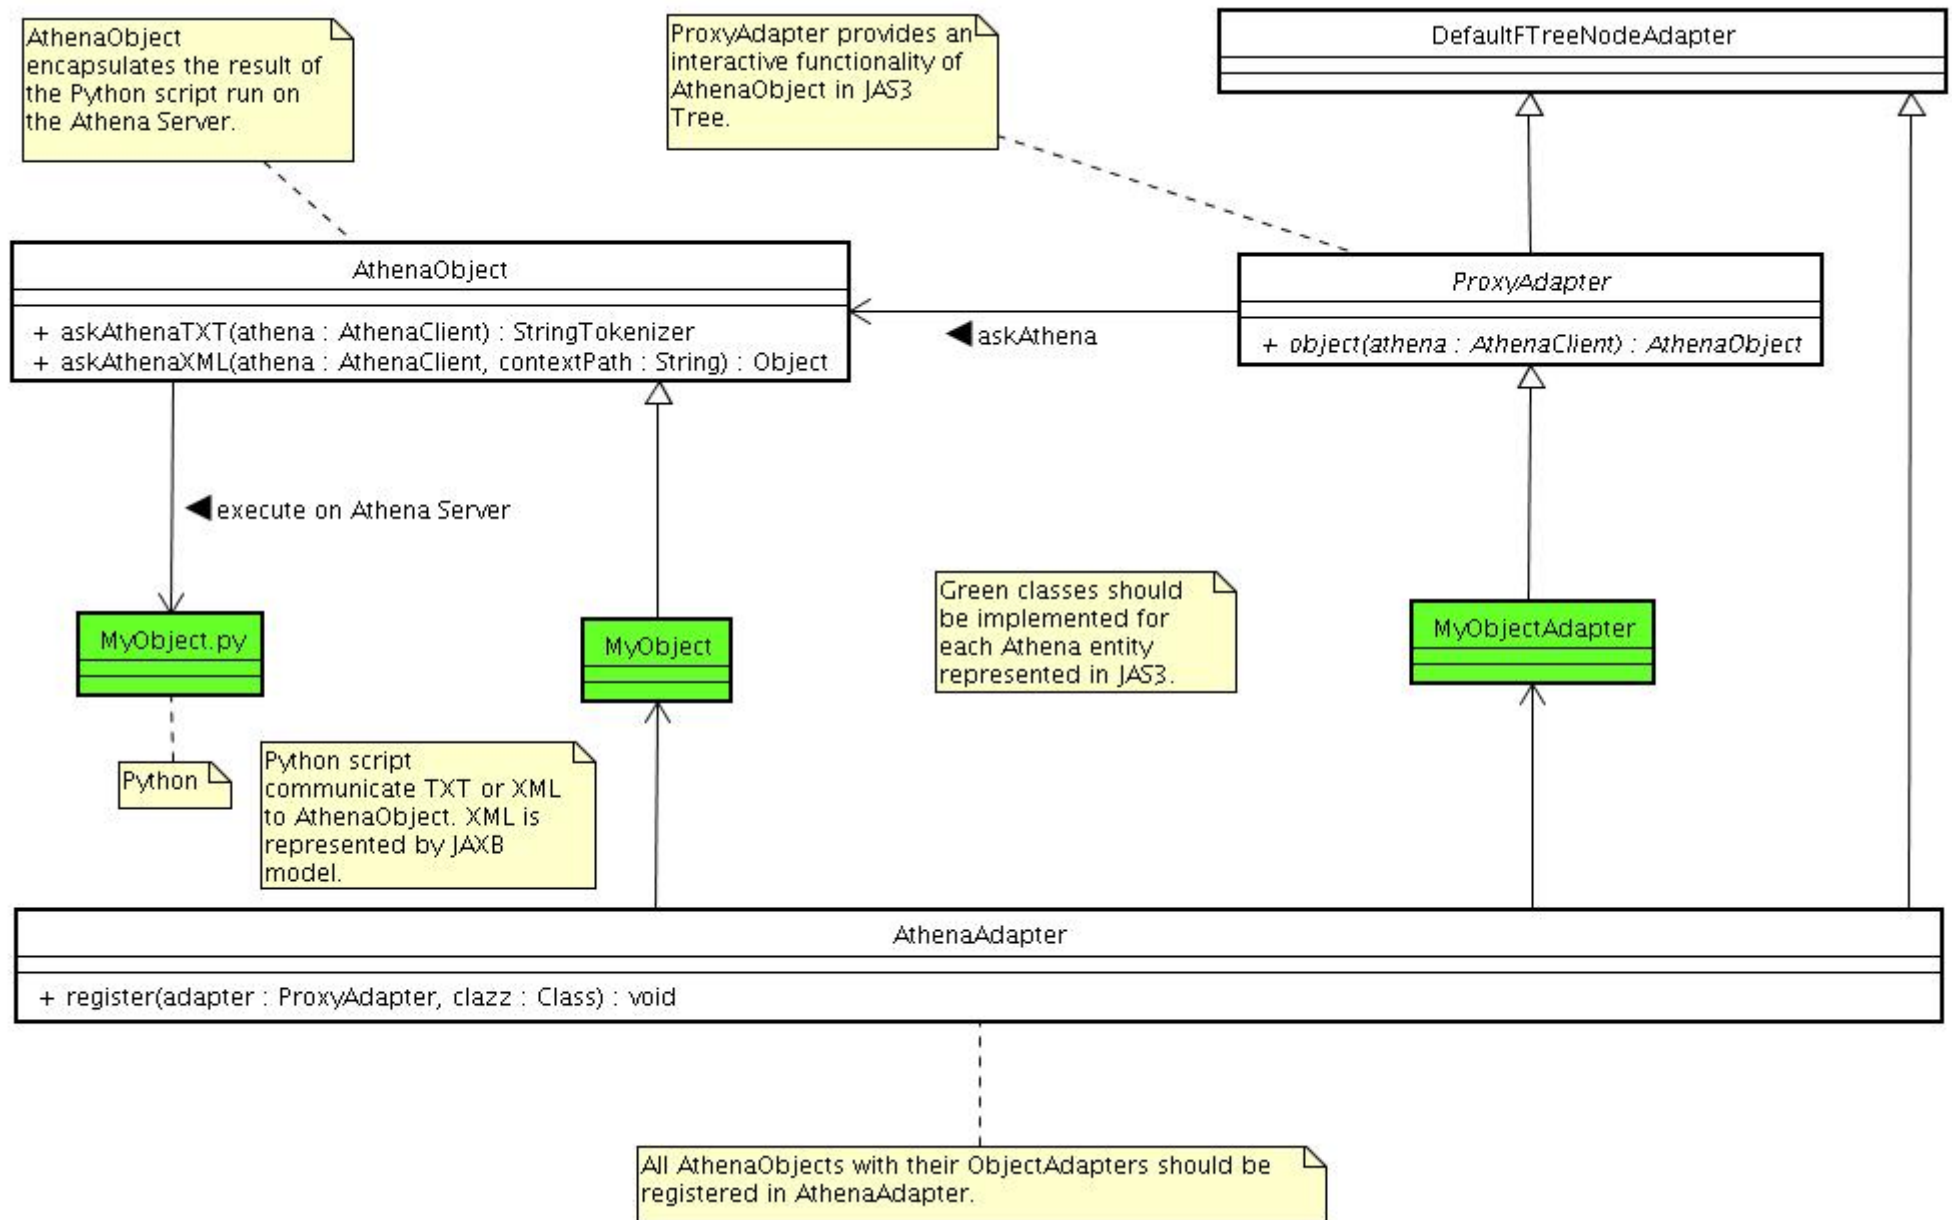 AthenaObject
encapsulates the result of
the Python script run on
the Athena Server.
ProxyAdapter provides an
interactive functionality of
AthenaObject in JAS3
Tree.
DefaultFTreeNodeAdapter
AthenaObject
+ askAthenaTXT(athena : AthenaClient) : StringTokenizer
+ askAthenaXML(athena : AthenaClient, contextPath : String) : Object
askAthena
ProxyAdapter
+ object(athena : AthenaClient) : AthenaObject
execute on Athena Server
MyObject.py
MyObject
Green classes should
be implemented for
each Athena entity
represented in JAS3.
MyObjectAdapter
Python
Python script
communicate TXT or XML
to AthenaObject. XML is
represented by JAXB
model.
AthenaAdapter
+ register(adapter : ProxyAdapter, clazz : Class) : void
All AthenaObjects with their ObjectAdapters should be
registered in AthenaAdapter.